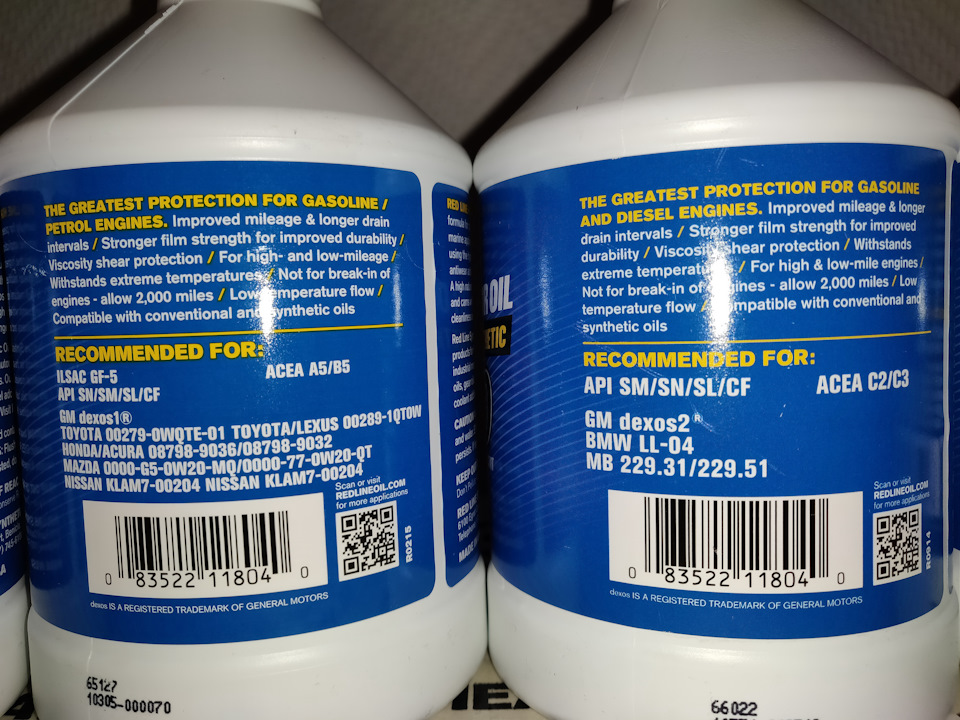 THE GREATEST PROTECTION FOR GASOLINE /
PETROL ENGINES. Improved mileage & longer drain
intervals / Stronger film strength for improved durability /
Viscosity shear protection / For high- and low-mileage /
Withstands extreme temperatures / Not for break-in of
engines - allow 2,000 miles / Low temperature flow /
Compatible with conventional and synthetic oils
RECOMMENDED FOR:
ILSAC GF-5
ACEA A5/B5
API SN/SM/SL/CF
GM dexos1®
TOYOTA 00279-0WQTE-01 TOYOTA/LEXUS 00289-1QT0W
HONDA/ACURA 08798-9036/08798-9032
MAZDA 0000-G5-0W20-MO/0000-77-0W20-QT
NISSAN KLAM7-00204 NISSAN KLAM7-00204
Scan or visit
REDLINEOIL.COM
for more applications
R0215
0 83522 11804 0
dexos IS A REGISTERED TRADEMARK OF GENERAL MOTORS
65127
10305-000070
OIL
ETIC
THE GREATEST PROTECTION FOR GASOLINE
AND DIESEL ENGINES. Improved mileage & longer
drain intervals / Stronger film strength for improved
durability / Viscosity shear protection / Withstands
extreme temperatures / For high & low-mile engines /
Not for break-in of engines - allow 2,000 miles / Low
temperature flow / Compatible with conventional and
synthetic oils
RECOMMENDED FOR:
API SM/SN/SL/CF ACEA C2/C3
GM dexos2®
BMW LL-04
MB 229.31/229.51
Scan or visit
REDLINEOIL.COM
for more applications
R0914
0 83522 11804 0
dexos IS A REGISTERED TRADEMARK OF GENERAL MOTORS
66022